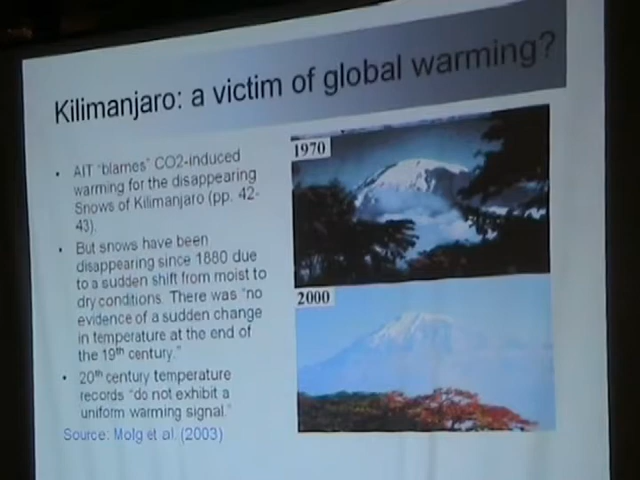 Kilimanjaro: a victim of global warming?
• AIT "blames" CO2-induced
warming for the disappearing
Snows of Kilimanjaro (pp. 42-
43).
• But snows have been
disappearing since 1880 due
to a sudden shift from moist to
dry conditions. There was "no
evidence of a sudden change
in temperature at the end of
the 19th century."
• 20th century temperature
records "do not exhibit a
uniform warming signal."
Source: Molg et al. (2003)
1970
2000